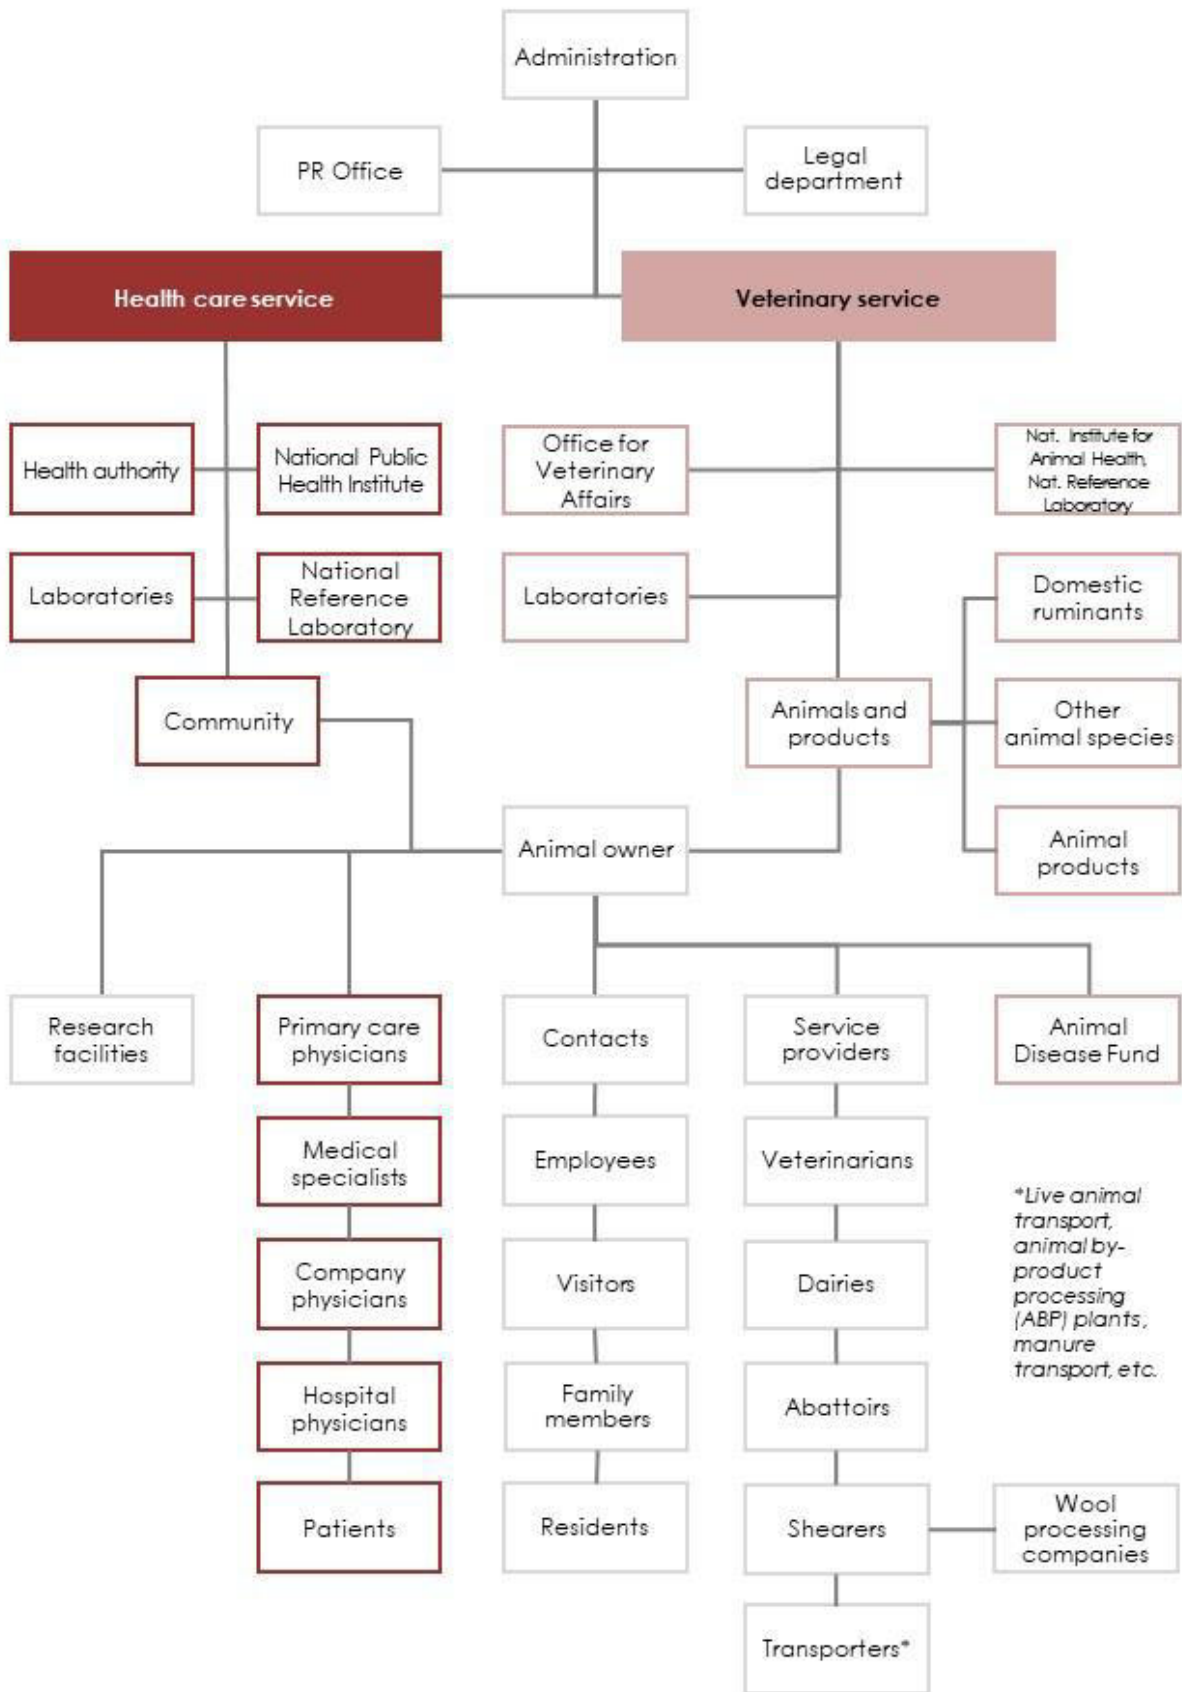 Administration
PR Office
Legal
department
Health care service
Veterinary service
Health authority
National Public
Health Institute
Office for
Veterinary
Affairs
Nat. Institute for
Animal Health,
Nat. Reference
Laboratory
Laboratories
National
Reference
Laboratory
Laboratories
Domestic
ruminants
Community
Animals and
products
Other
animal species
Animal owner
Animal
products
Research
facilities
Primary care
physicians
Contacts
Service
providers
Animal
Disease Fund
Medical
specialists
Employees
Veterinarians
*Live animal
transport,
animal by-
product
processing
(ABP) plants,
manure
transport, etc.
Company
physicians
Visitors
Dairies
Hospital
physicians
Family
members
Abattoirs
Patients
Residents
Shearers
Wool
processing
companies
Transporters*